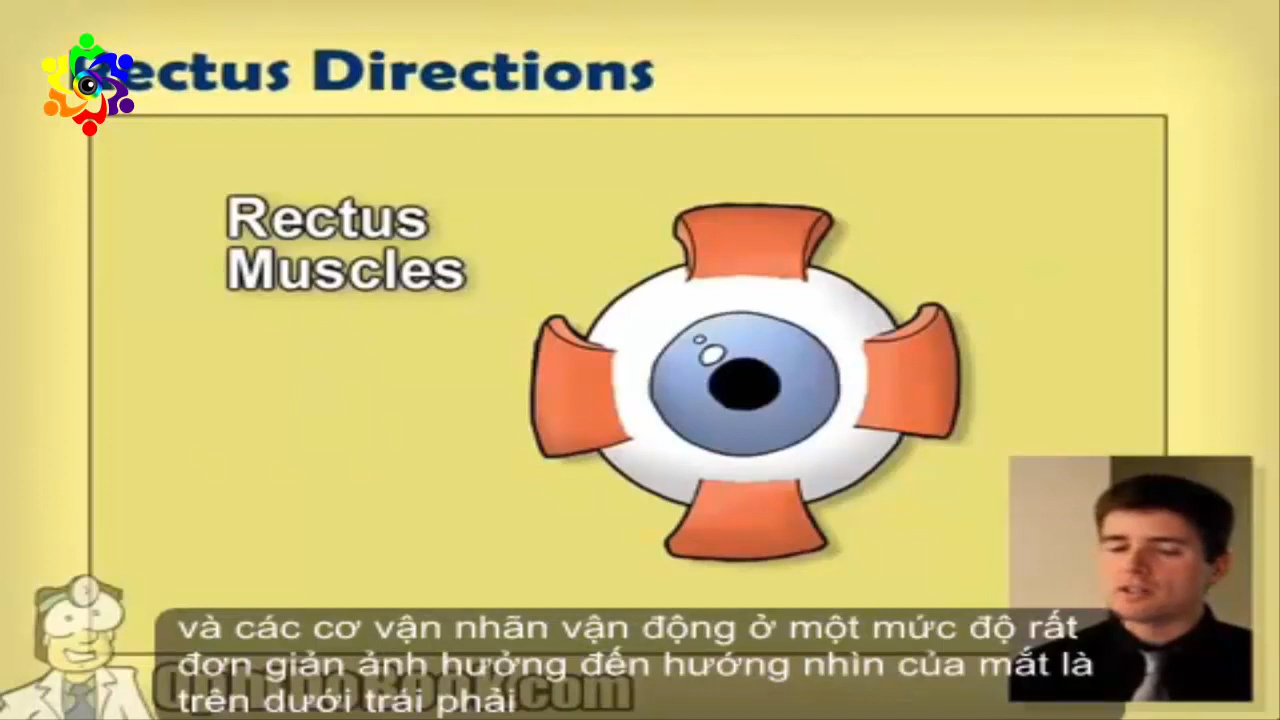 Rectus Directions
Rectus
Muscles
và các cơ vận nhãn vận động ở một mức độ rất
đơn giản ảnh hưởng đến hướng nhìn của mắt là
trên dưới trái phải